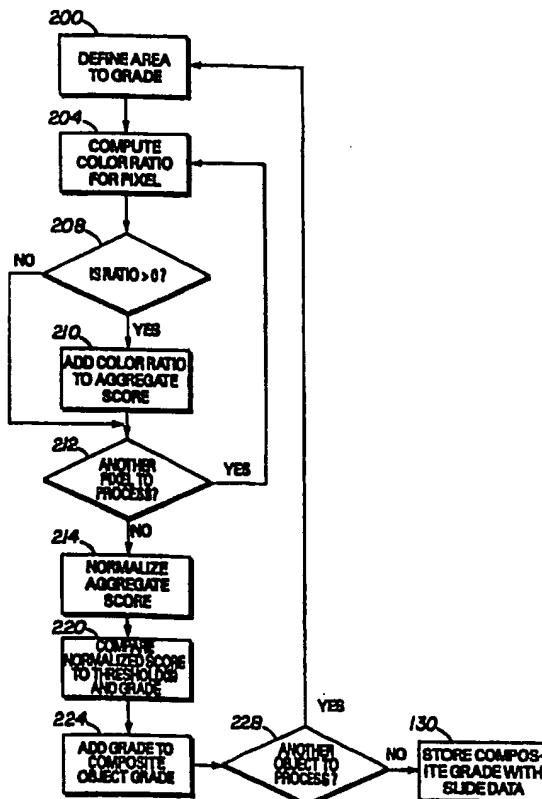 200
DEFINE AREA
TO GRADE
204
COMPUTE
COLOR RATIO
FOR PIXEL
208
NO
IS RATIO > 0 ?
YES
210
ADD COLOR RATIO
TO AGGREGATE
SCORE
212
ANOTHER
PIXEL TO
PROCESS?
YES
NO
214
NORMALIZE
AGGREGATE
SCORE
220
COMPARE
NORMALIZED SCORE
TO THRESHOLD(S)
AND GRADE
224
ADD GRADE TO
COMPOSITE
OBJECT GRADE
228
YES
ANOTHER
OBJECT TO
PROCESS ?
NO
130
STORE COMPOS-
ITE GRADE WITH
SLIDE DATA